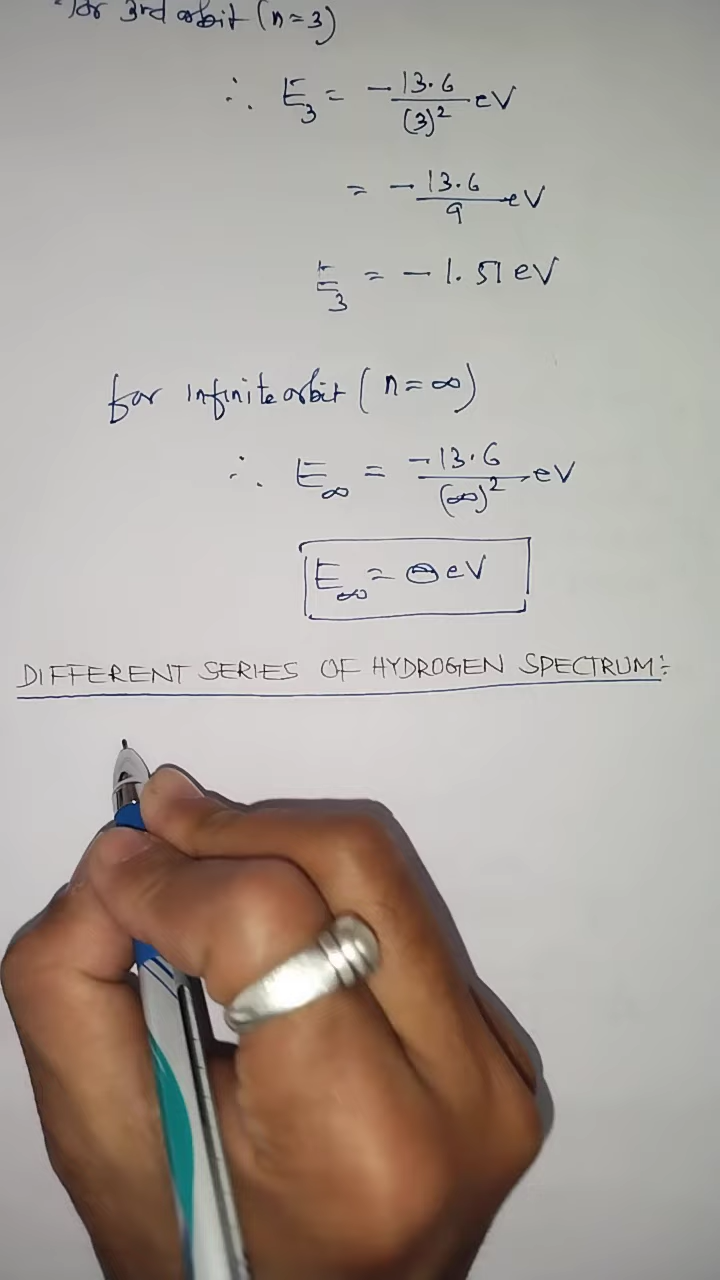 for 3rd orbit (n=3)
∴ E₃ = -13.6/(3)² eV
= -13.6/9 eV
E₃ = -1.51 eV
for infinite orbit (n=∞)
∴ E∞ = -13.6/(∞)² eV
E∞ = 0 eV
DIFFERENT SERIES OF HYDROGEN SPECTRUM: